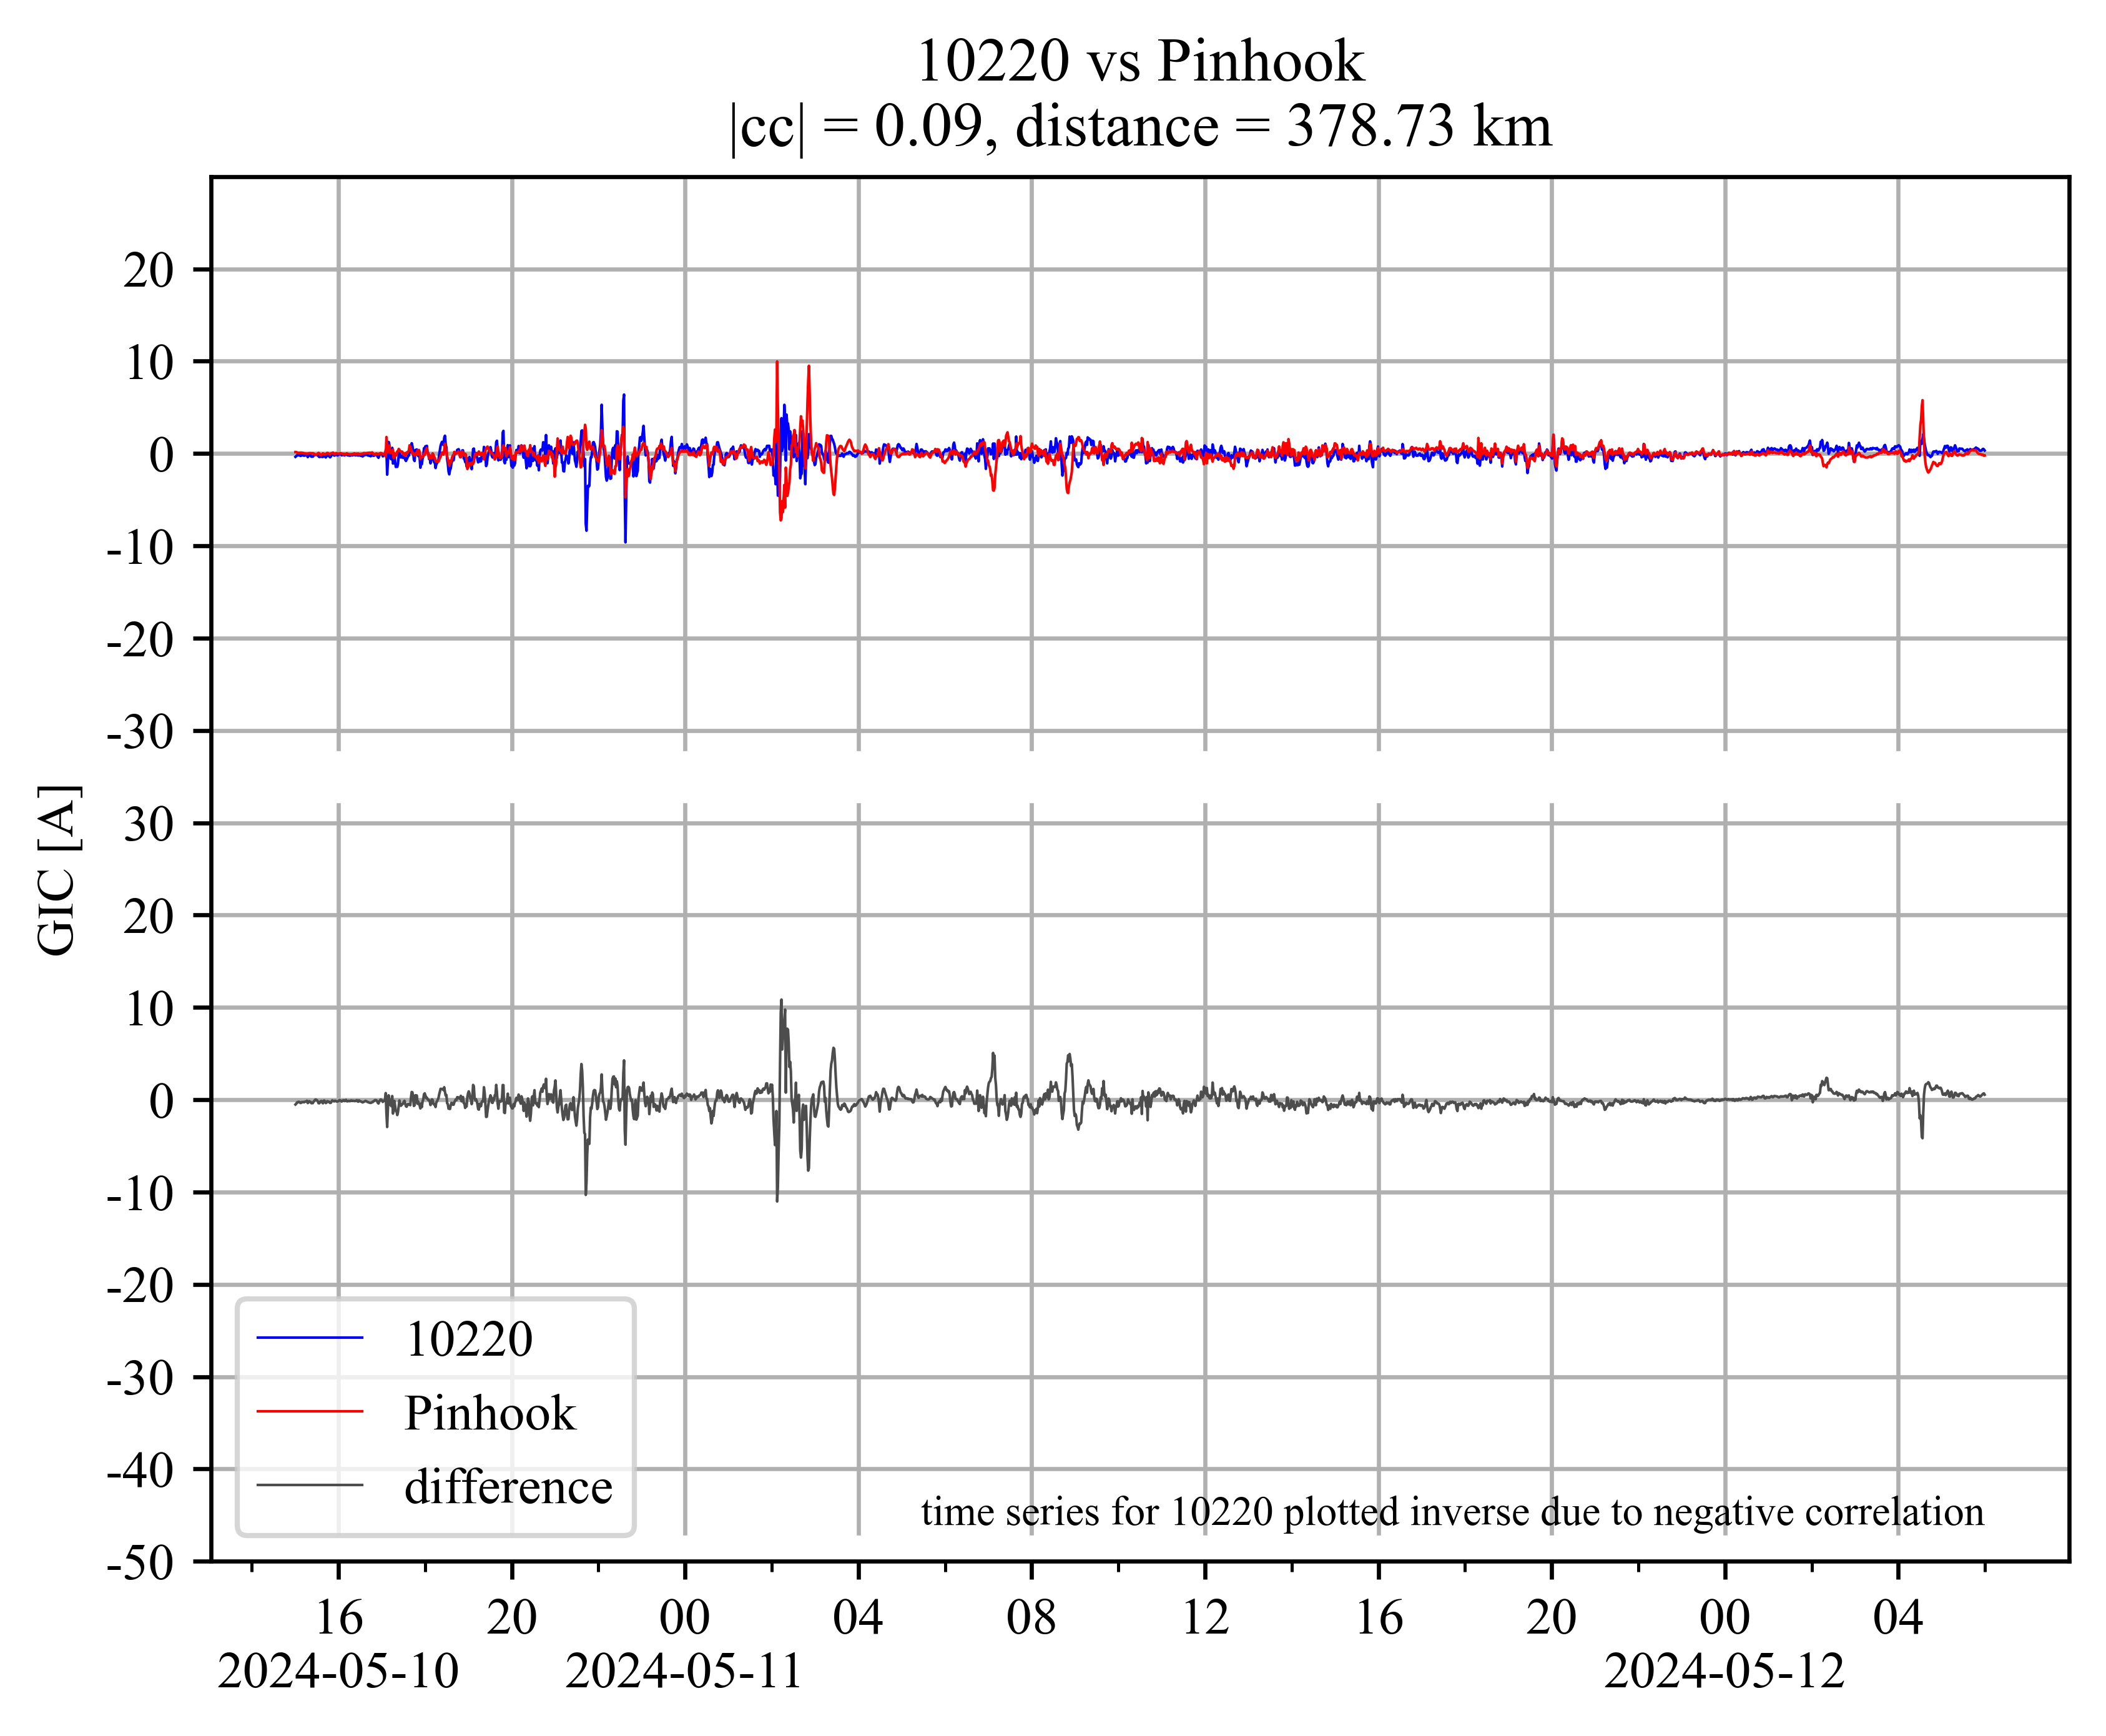 10220 vs Pinhook
|cc| = 0.09, distance = 378.73 km
20
10
0
-10
-20
-30
30
20
10
0
-10
-20
-30
-40
-50
GIC [A]
10220
Pinhook
difference
time series for 10220 plotted inverse due to negative correlation
16 20 00 04 08 12 16 20 00 04
2024-05-10 2024-05-11 2024-05-12